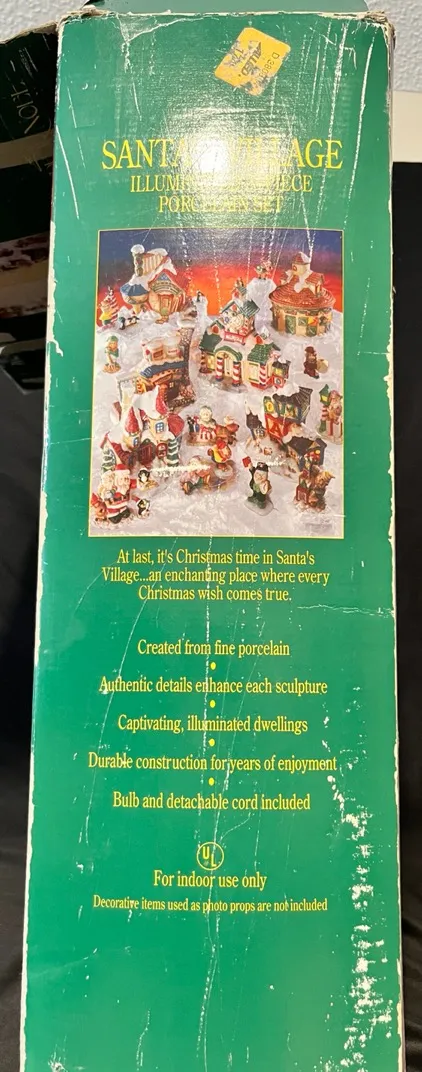 SANTA'S VILLAGE
PORCELAIN SET
At last, it's Christmas time in Santa's
Village...an enchanting place where every
Christmas wish comes true.
Created from fine porcelain
Authentic details enhance each sculpture
Captivating, illuminated dwellings
Durable construction for years of enjoyment
Bulb and detachable cord included
UL
For indoor use only
Decorative items used as photo props are not included